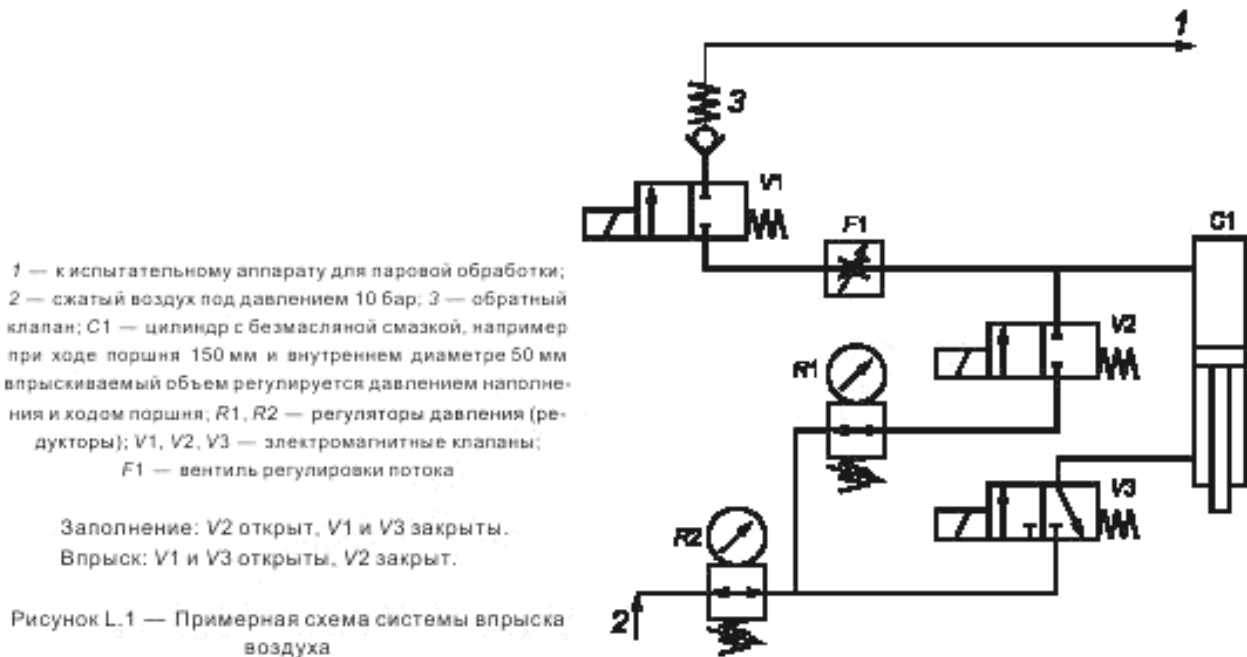 1 — к испытательному аппарату для паровой обработки;
2 — сжатый воздух под давлением 10 бар; 3 — обратный
клапан; C1 — цилиндр с безмасляной смазкой, например
при ходе поршня 150 мм и внутреннем диаметре 50 мм
впрыскиваемый объем регулируется давлением наполне-
ния и ходом поршня; R1, R2 — регуляторы давления (ре-
дукторы); V1, V2, V3 — электромагнитные клапаны;
F1 — вентиль регулировки потока
Заполнение: V2 открыт, V1 и V3 закрыты.
Впрыск: V1 и V3 открыты, V2 закрыт.
Рисунок L.1 — Примерная схема системы впрыска
воздуха
1
3
V1
F1
C1
V2
R1
V3
R2
2